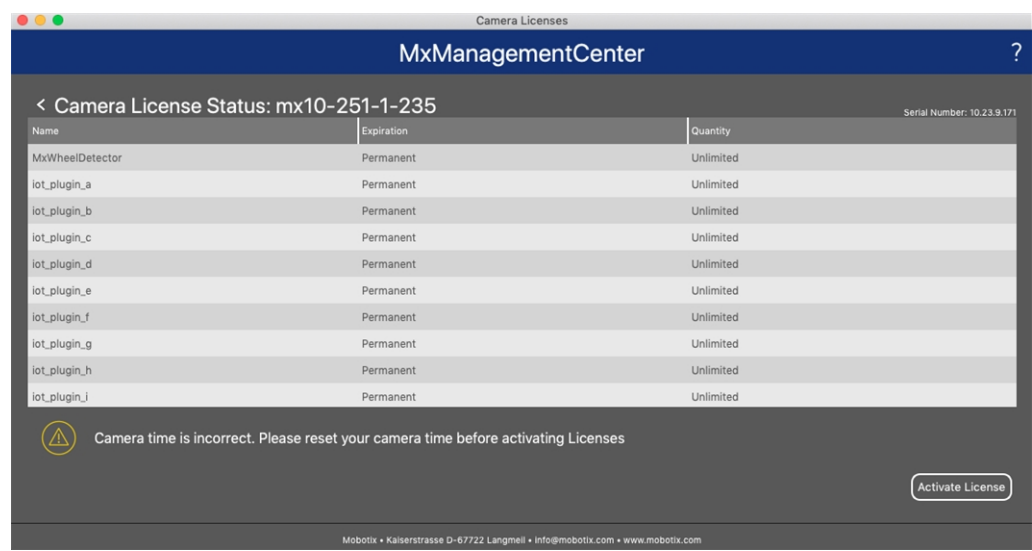 Camera Licenses
MxManagementCenter ?
< Camera License Status: mx10-251-1-235
Serial Number: 10.23.9.171
Name Expiration Quantity
MxWheelDetector Permanent Unlimited
iot_plugin_a Permanent Unlimited
iot_plugin_b Permanent Unlimited
iot_plugin_c Permanent Unlimited
iot_plugin_d Permanent Unlimited
iot_plugin_e Permanent Unlimited
iot_plugin_f Permanent Unlimited
iot_plugin_g Permanent Unlimited
iot_plugin_h Permanent Unlimited
iot_plugin_i Permanent Unlimited
Camera time is incorrect. Please reset your camera time before activating Licenses
Activate License
Mobotix • Kaiserstrasse D-67722 Langmeil • info@mobotix.com • www.mobotix.com